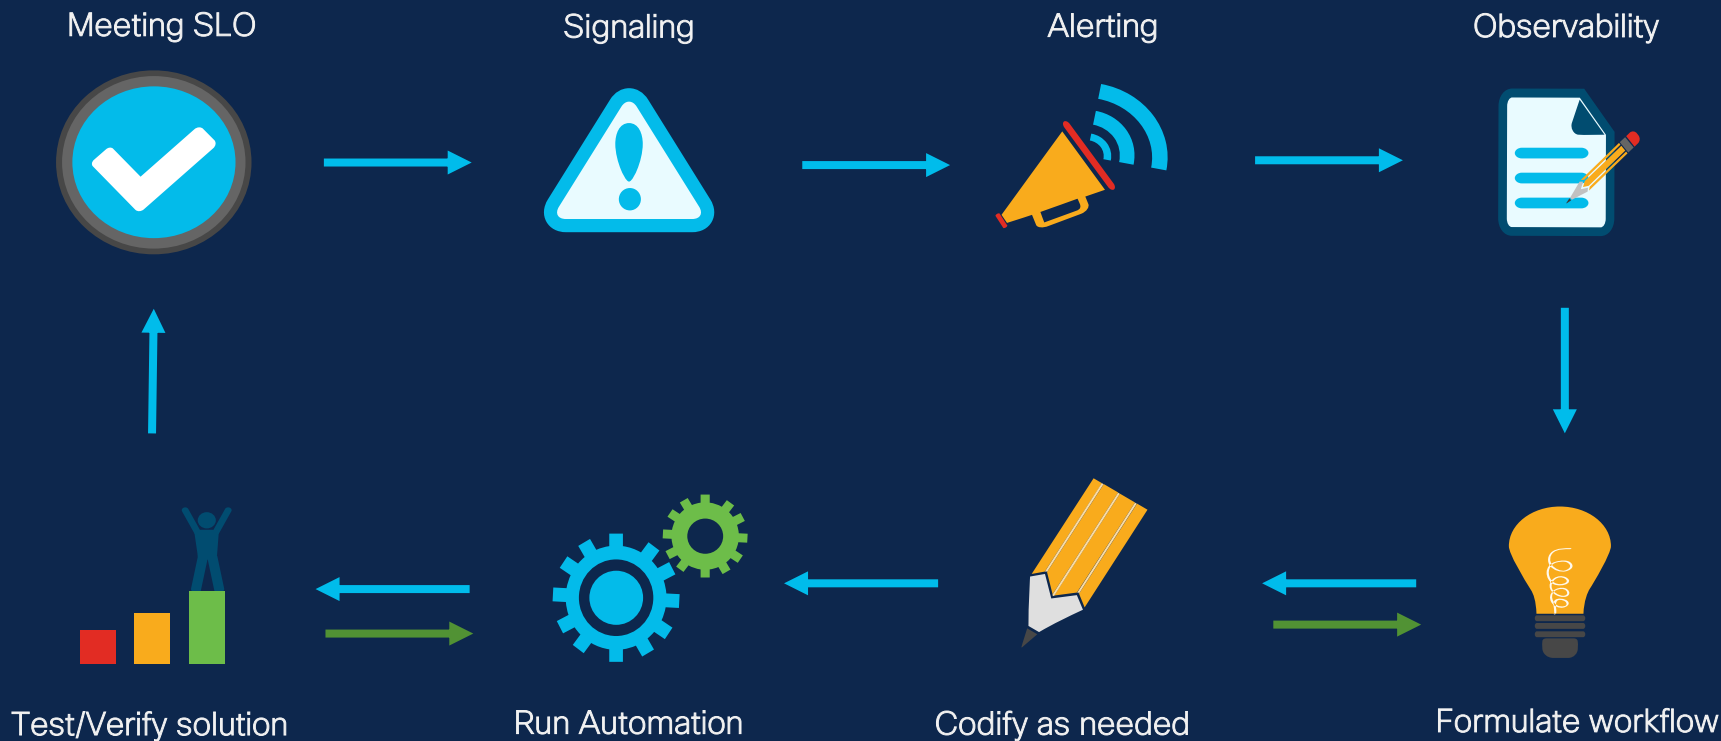 Meeting SLO
Signaling
Alerting
Observability
Test/Verify solution
Run Automation
Codify as needed
Formulate workflow